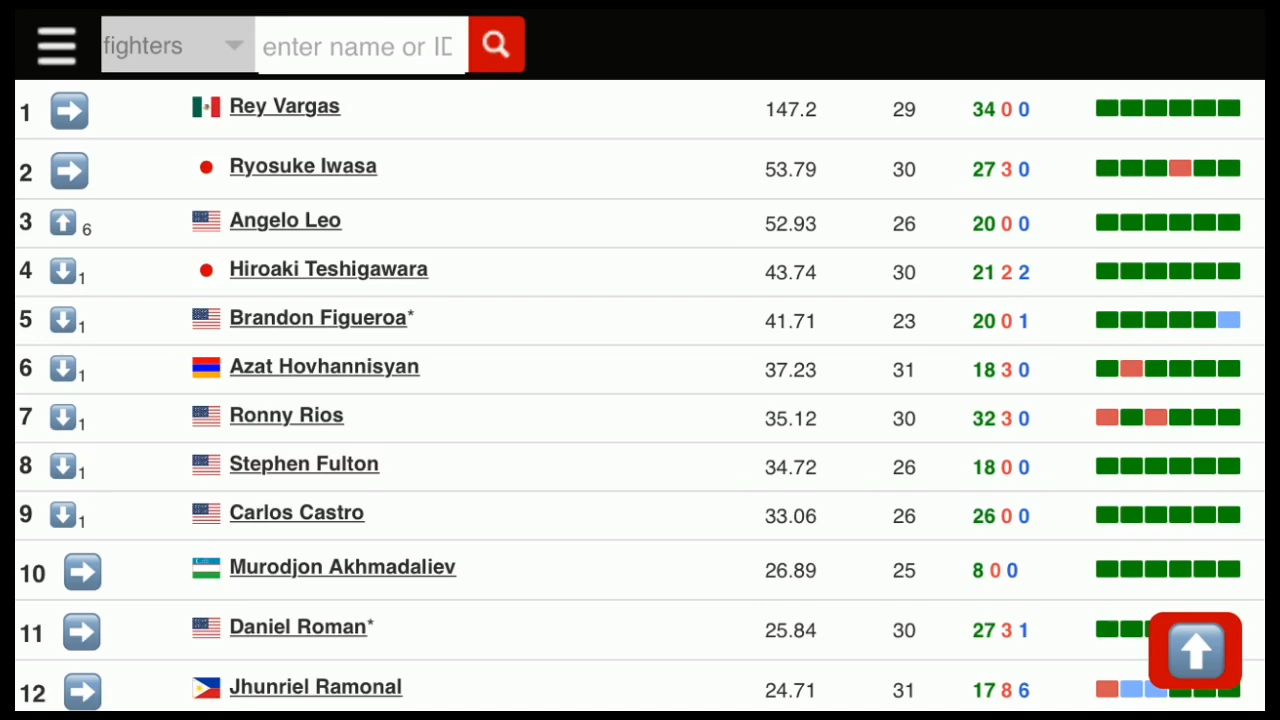 fighters enter name or ID
1 Rey Vargas 147.2 29 34 0 0
2 Ryosuke Iwasa 53.79 30 27 3 0
3 6 Angelo Leo 52.93 26 20 0 0
4 1 Hiroaki Teshigawara 43.74 30 21 2 2
5 1 Brandon Figueroa* 41.71 23 20 0 1
6 1 Azat Hovhannisyan 37.23 31 18 3 0
7 1 Ronny Rios 35.12 30 32 3 0
8 1 Stephen Fulton 34.72 26 18 0 0
9 1 Carlos Castro 33.06 26 26 0 0
10 Murodjon Akhmadaliev 26.89 25 8 0 0
11 Daniel Roman* 25.84 30 27 3 1
12 Jhunriel Ramonal 24.71 31 17 8 6